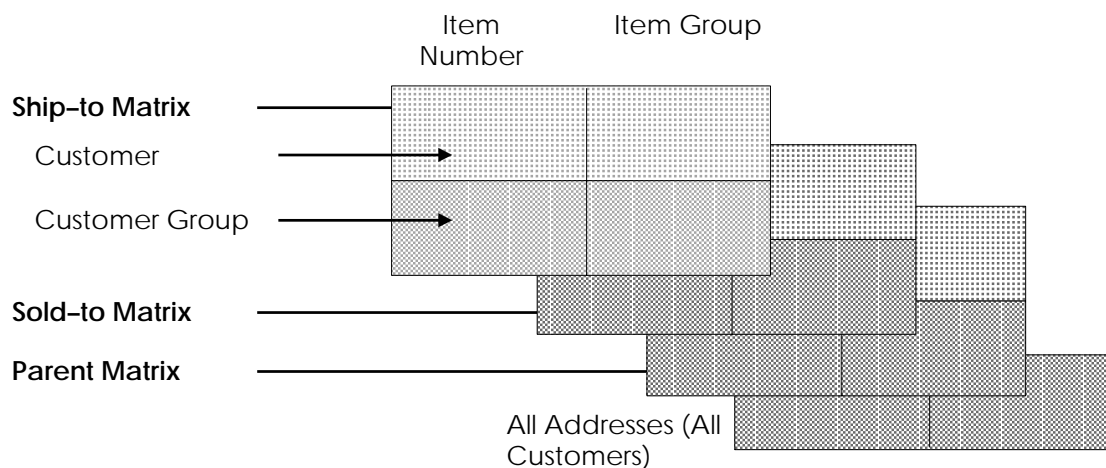 Item
Number
Item Group
Ship–to Matrix
Customer
Customer Group
Sold–to Matrix
Parent Matrix
All Addresses (All
Customers)